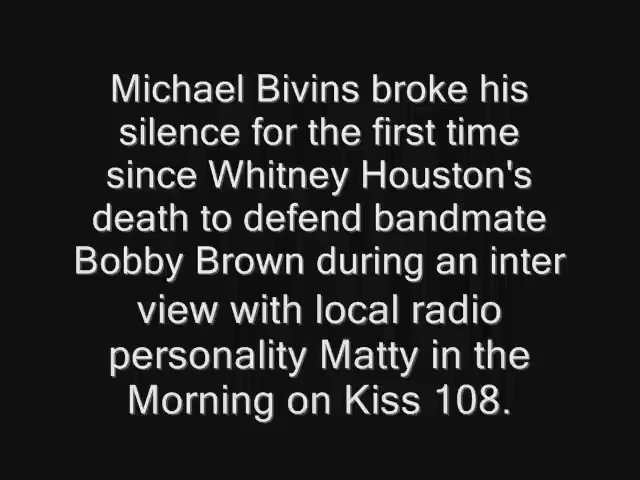 Michael Bivins broke his
silence for the first time
since Whitney Houston's
death to defend bandmate
Bobby Brown during an inter
view with local radio
personality Matty in the
Morning on Kiss 108.